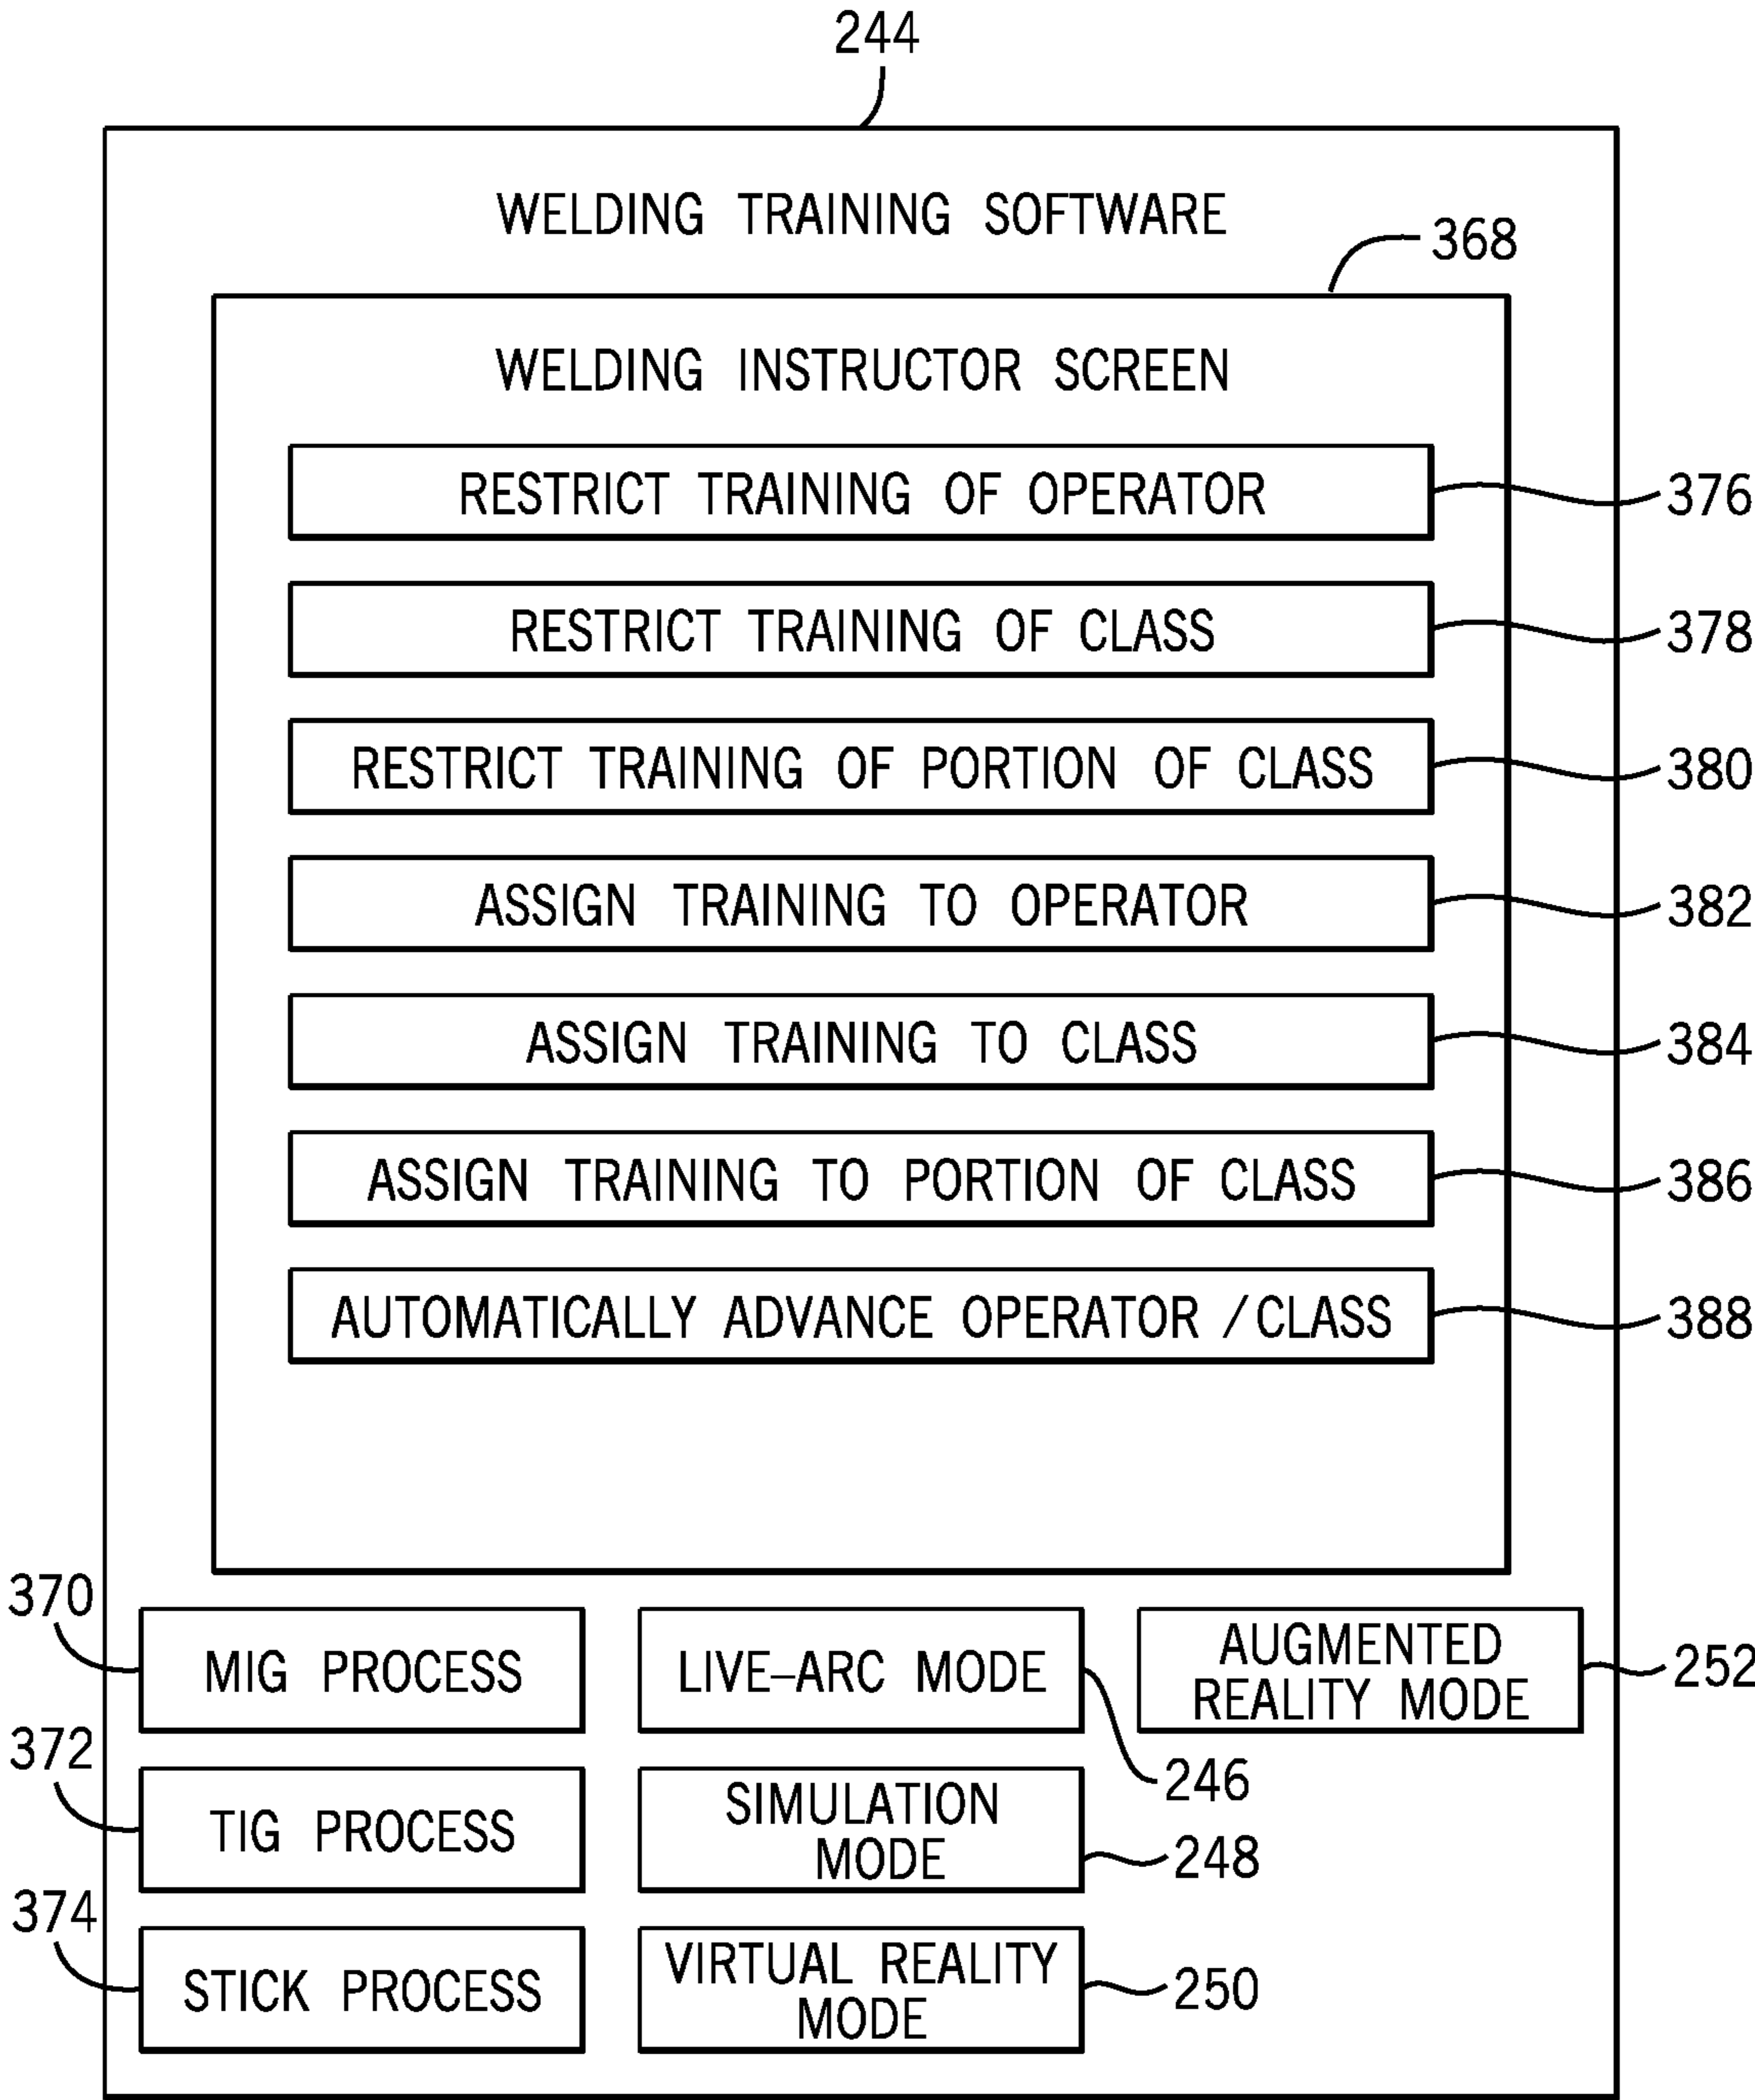 244
WELDING TRAINING SOFTWARE
368
WELDING INSTRUCTOR SCREEN
RESTRICT TRAINING OF OPERATOR
376
RESTRICT TRAINING OF CLASS
378
RESTRICT TRAINING OF PORTION OF CLASS
380
ASSIGN TRAINING TO OPERATOR
382
ASSIGN TRAINING TO CLASS
384
ASSIGN TRAINING TO PORTION OF CLASS
386
AUTOMATICALLY ADVANCE OPERATOR / CLASS
388
370
MIG PROCESS
LIVE–ARC MODE
246
AUGMENTED
REALITY MODE
252
372
TIG PROCESS
SIMULATION
MODE
248
374
STICK PROCESS
VIRTUAL REALITY
MODE
250